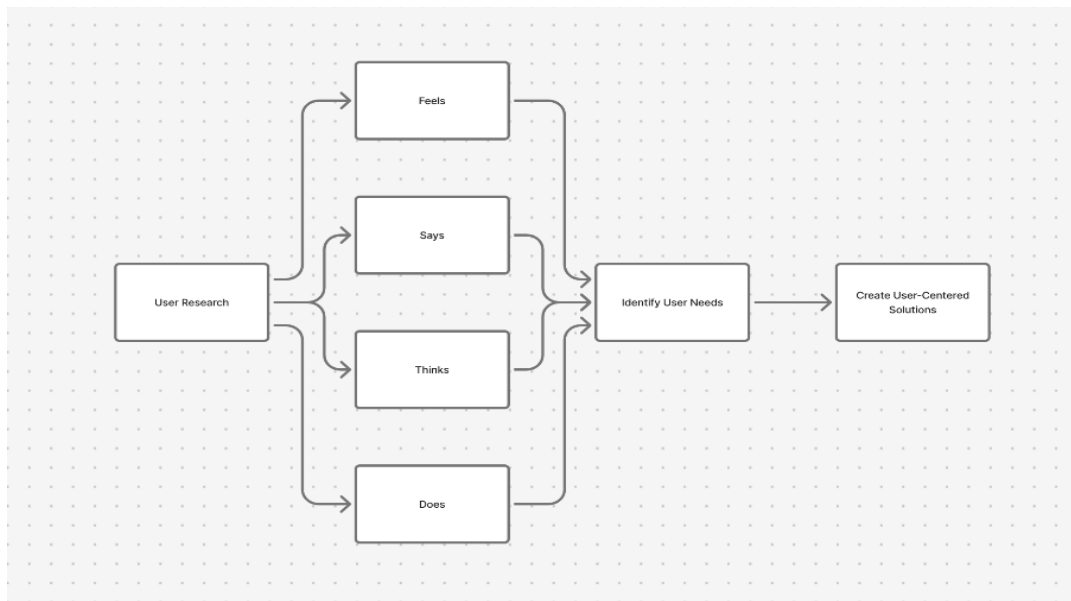 Feels
Says
User Research
Identify User Needs
Create User-Centered
Solutions
Thinks
Does